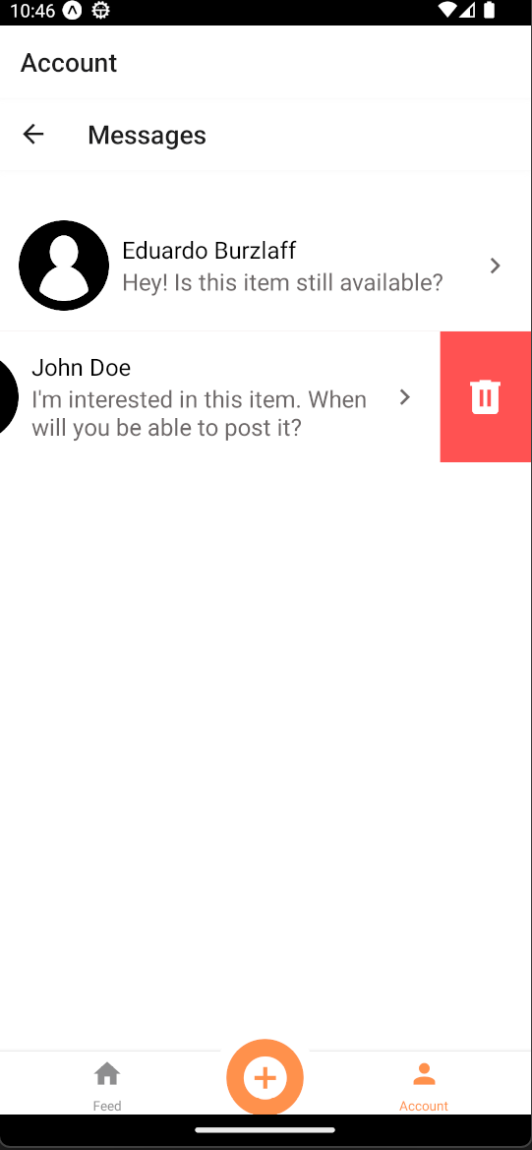 10:46
Account
Messages
Eduardo Burzlaff
Hey! Is this item still available?
John Doe
I'm interested in this item. When
will you be able to post it?
Feed
Account